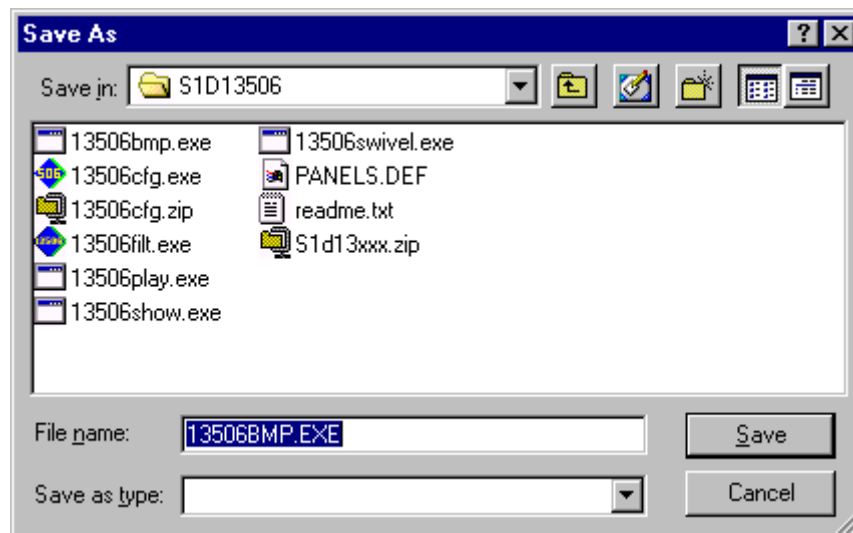 Save As
Save in: S1D13506
13506bmp.exe
13506cfg.exe
13506cfg.zip
13506filt.exe
13506play.exe
13506show.exe
13506swivel.exe
PANELS.DEF
readme.txt
S1d13xxx.zip
File name: 13506BMP.EXE
Save
Save as type:
Cancel